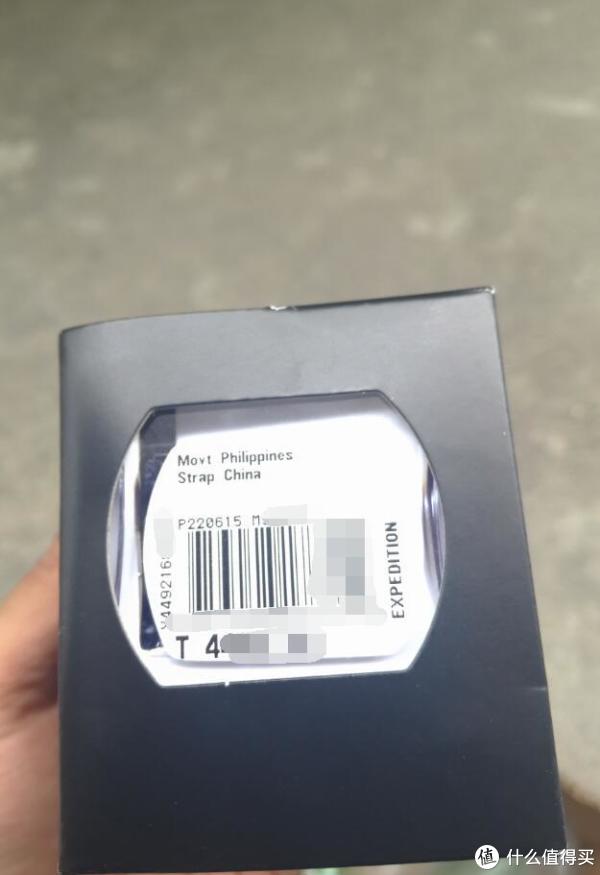 Movt Philippines
Strap China
P220615
EXPEDITION
T 4
值 什么值得买